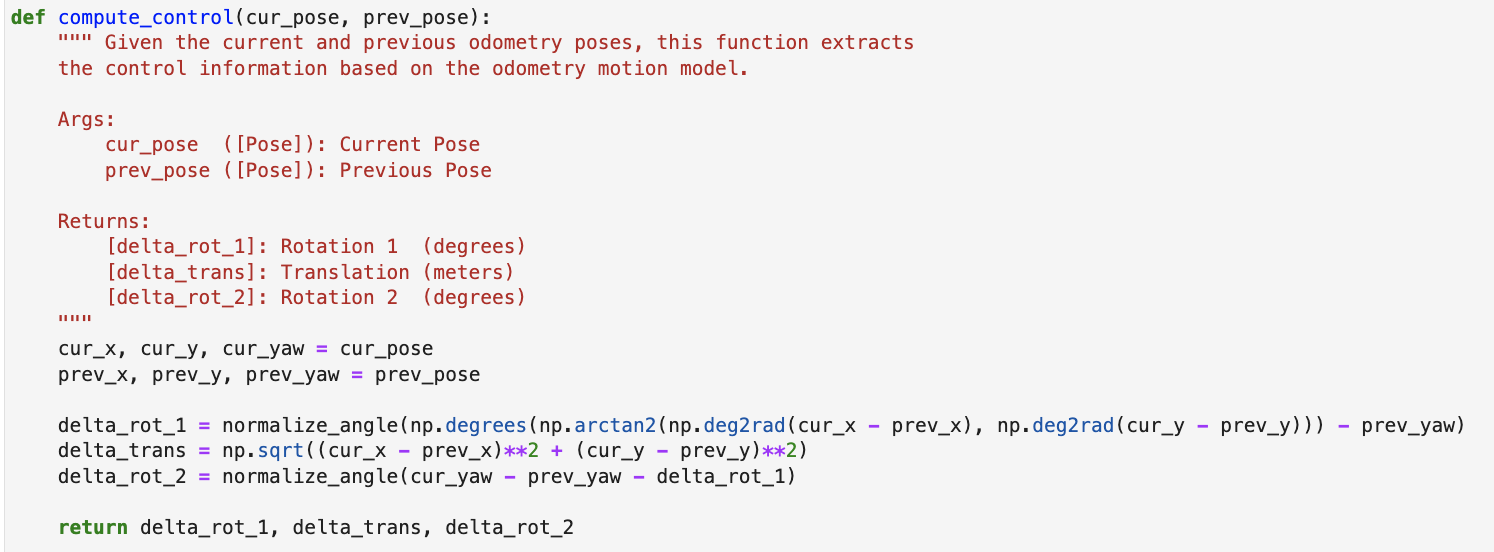 def compute_control(cur_pose, prev_pose):
    """ Given the current and previous odometry poses, this function extracts
    the control information based on the odometry motion model.

    Args:
        cur_pose  ([Pose]): Current Pose
        prev_pose ([Pose]): Previous Pose

    Returns:
        [delta_rot_1]: Rotation 1  (degrees)
        [delta_trans]: Translation (meters)
        [delta_rot_2]: Rotation 2  (degrees)
    """
    cur_x, cur_y, cur_yaw = cur_pose
    prev_x, prev_y, prev_yaw = prev_pose

    delta_rot_1 = normalize_angle(np.degrees(np.arctan2(np.deg2rad(cur_x - prev_x), np.deg2rad(cur_y - prev_y))) - prev_yaw)
    delta_trans = np.sqrt((cur_x - prev_x)**2 + (cur_y - prev_y)**2)
    delta_rot_2 = normalize_angle(cur_yaw - prev_yaw - delta_rot_1)

    return delta_rot_1, delta_trans, delta_rot_2